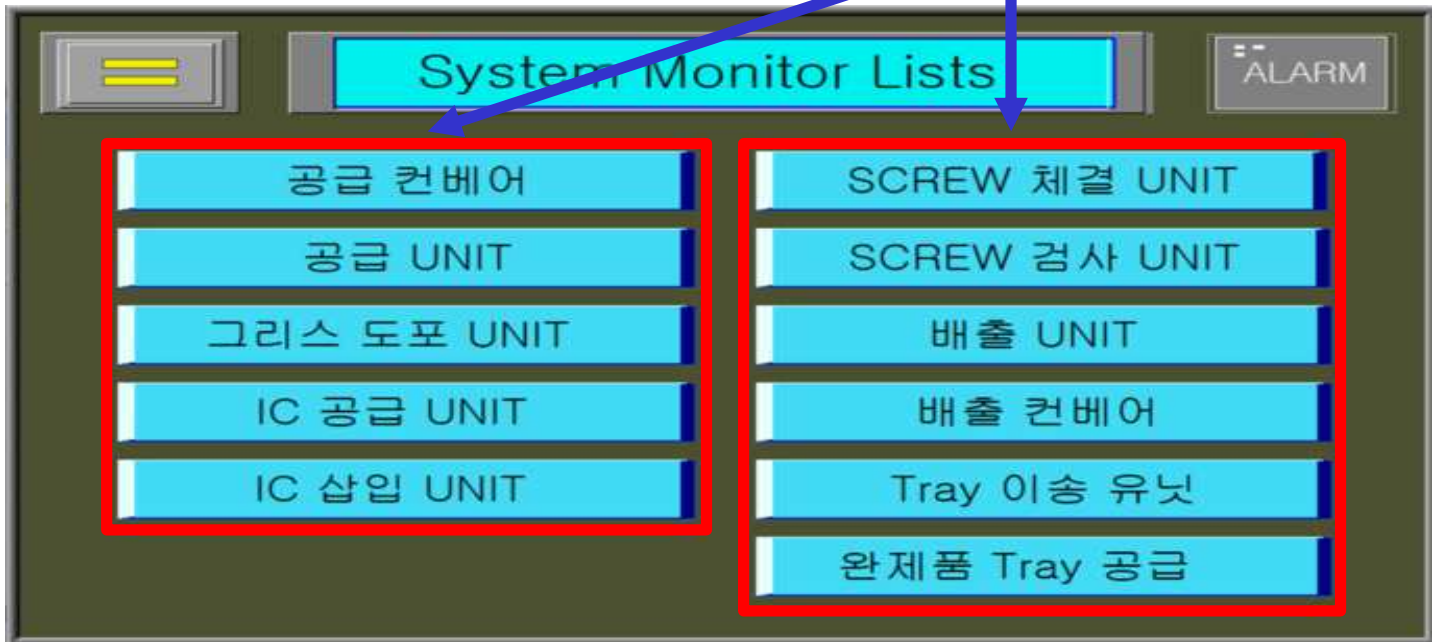 System Monitor Lists
ALARM
공급 컨베어
공급 UNIT
그리스 도포 UNIT
IC 공급 UNIT
IC 삽입 UNIT
SCREW 체결 UNIT
SCREW 검사 UNIT
배출 UNIT
배출 컨베어
Tray 이송 유닛
완제품 Tray 공급